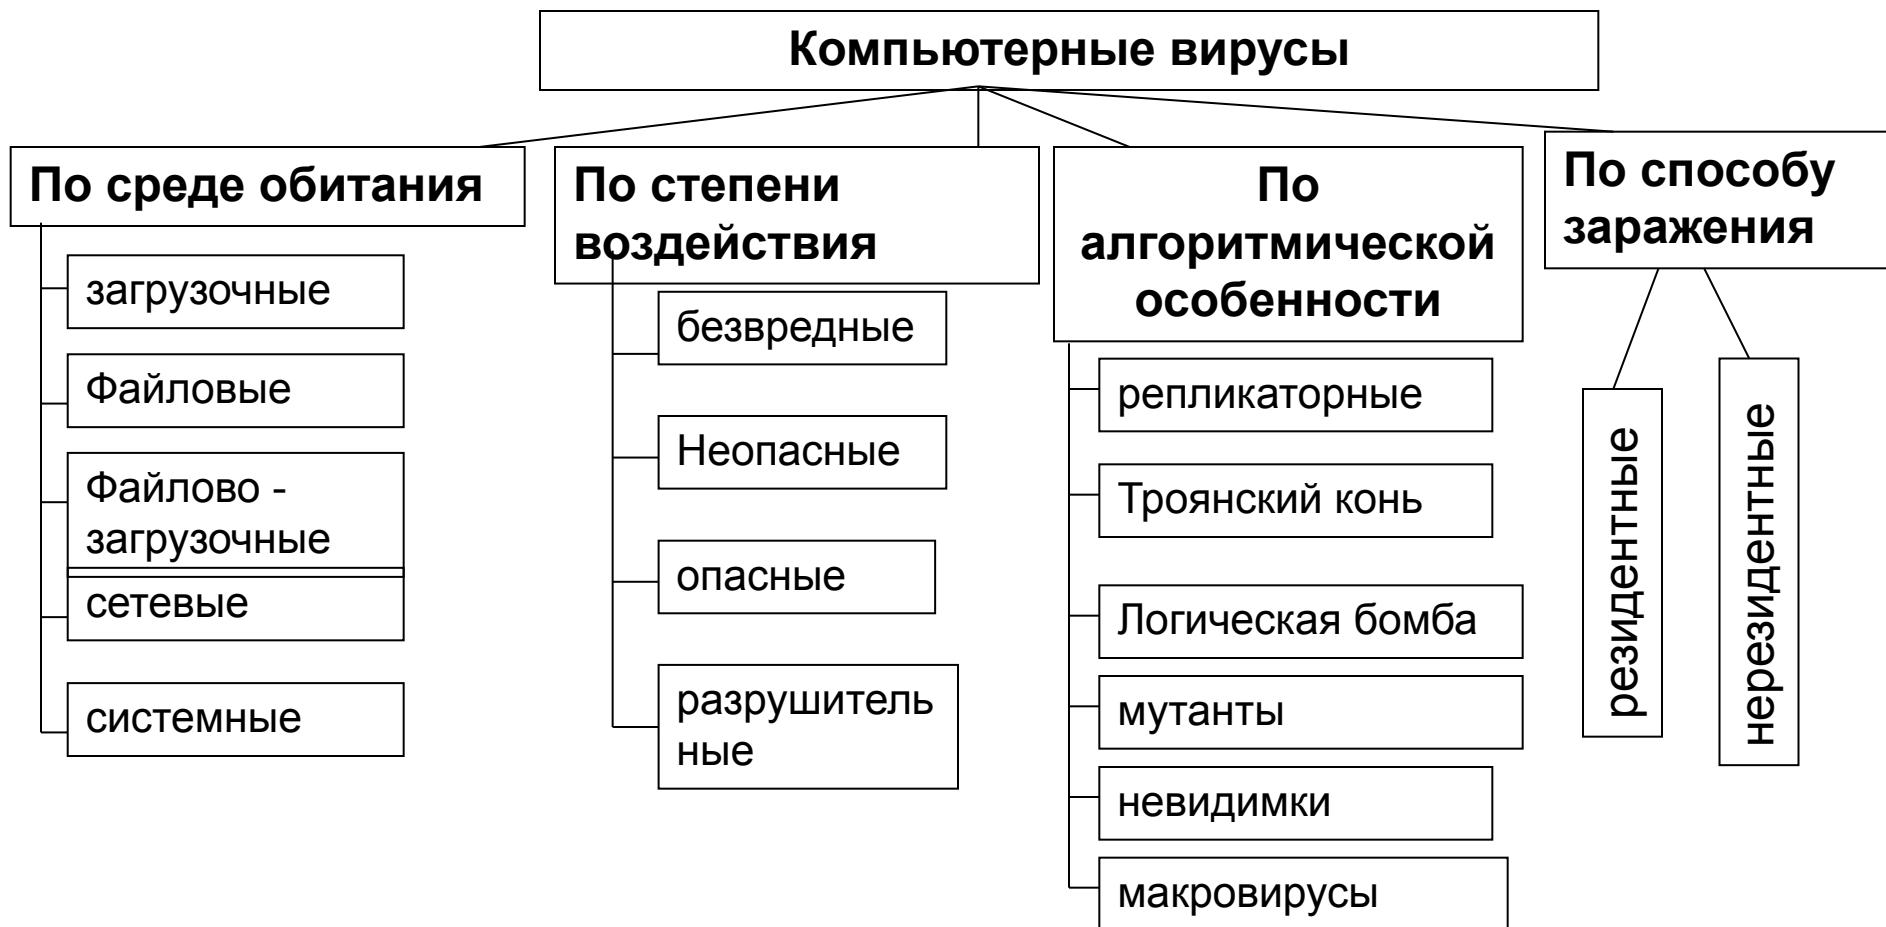 Компьютерные вирусы
По среде обитания
загрузочные
Файловые
Файлово -
загрузочные
сетевые
системные
По степени
воздействия
безвредные
Неопасные
опасные
разрушитель
ные
По
алгоритмической
особенности
репликаторные
Троянский конь
Логическая бомба
мутанты
невидимки
макровирусы
По способу
заражения
резидентные
нерезидентные